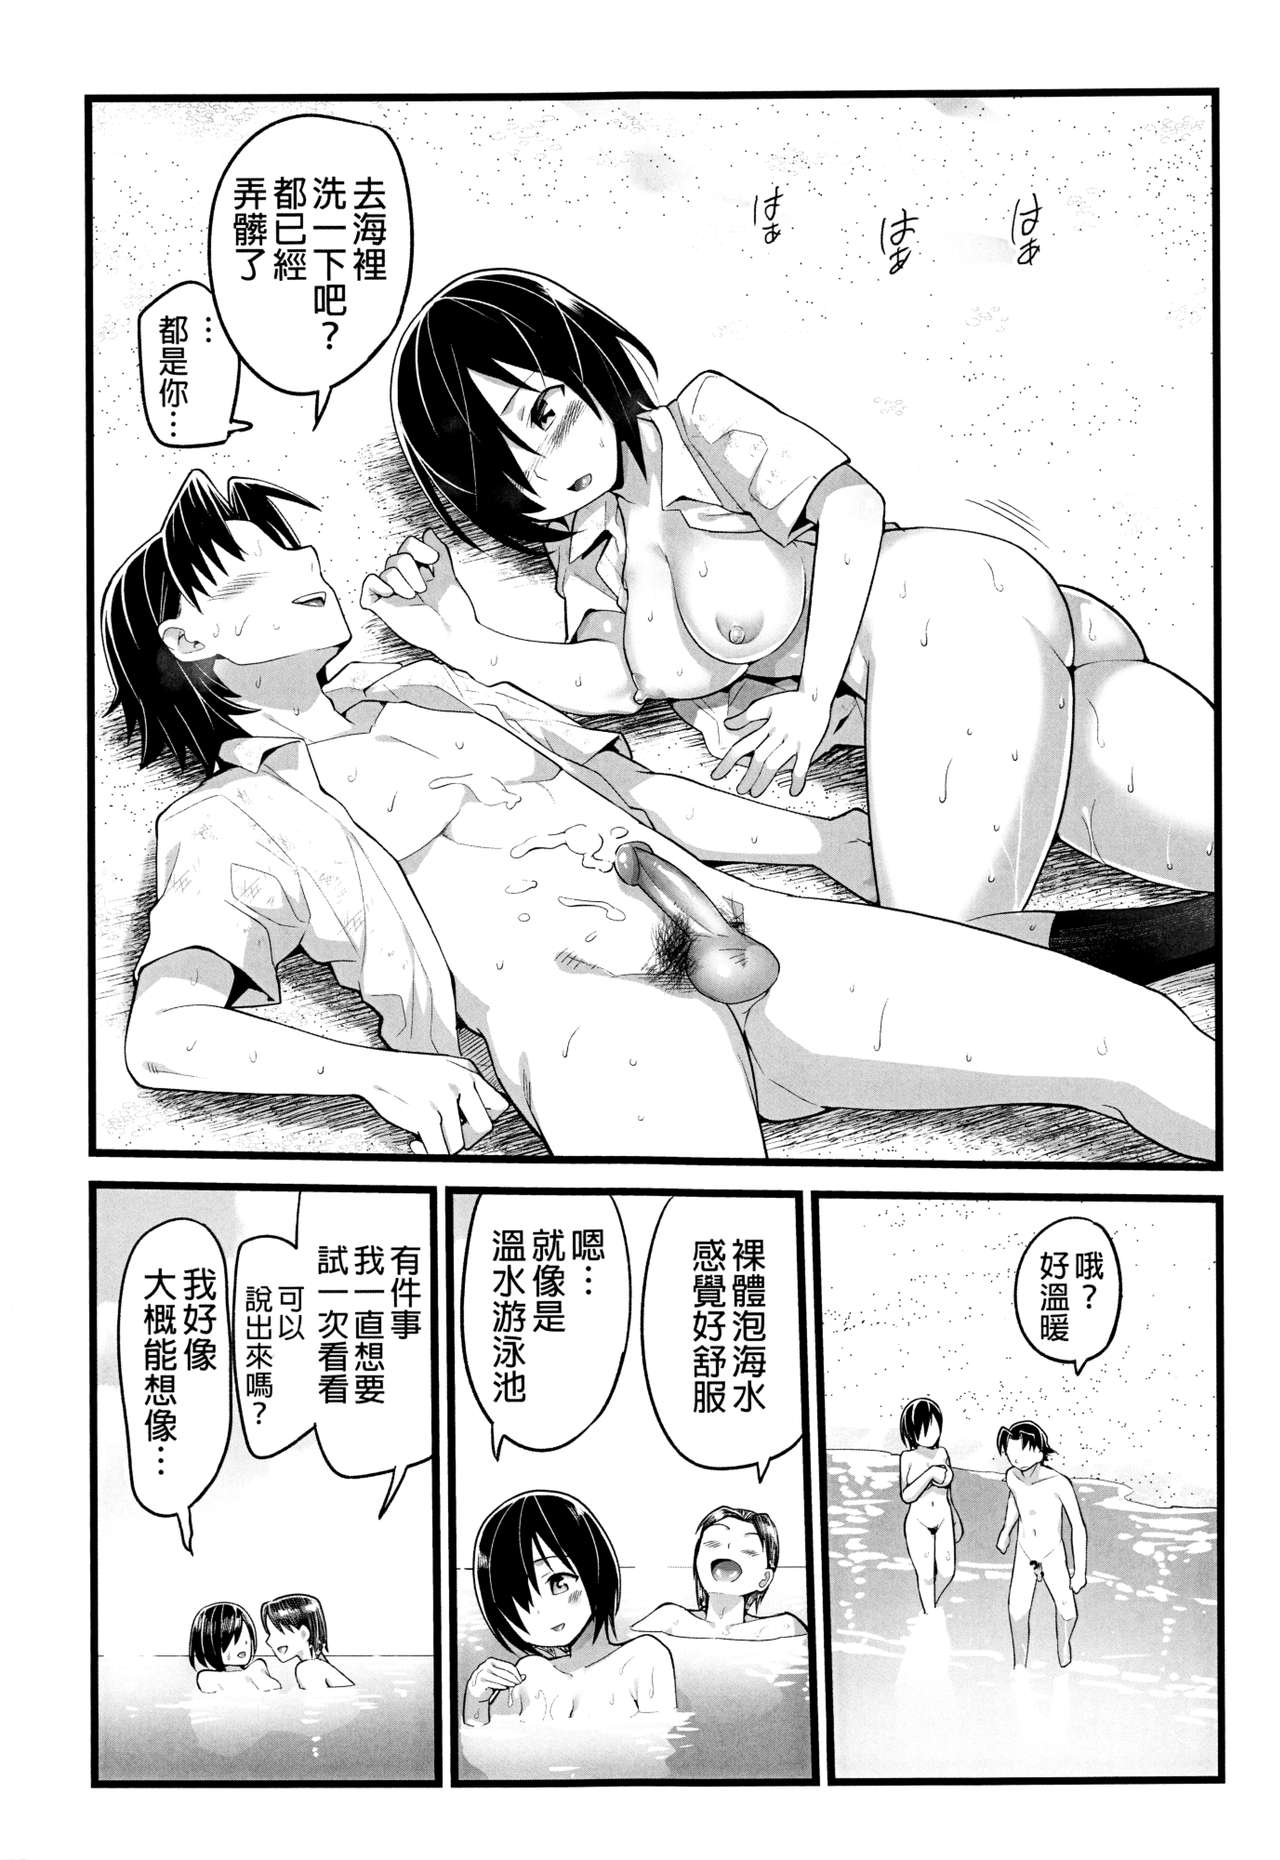 はぁ
はぁ
はぁ
去海裡
洗一下吧？
都已經
弄髒了
…
都是你…
哦？
好溫暖
裸體泡海水
感覺好舒服
嗯…
就像是
溫水游泳池
有件事
我一直想要
試一次看看
可以
說出來嗎？
我好像
大概能想像…